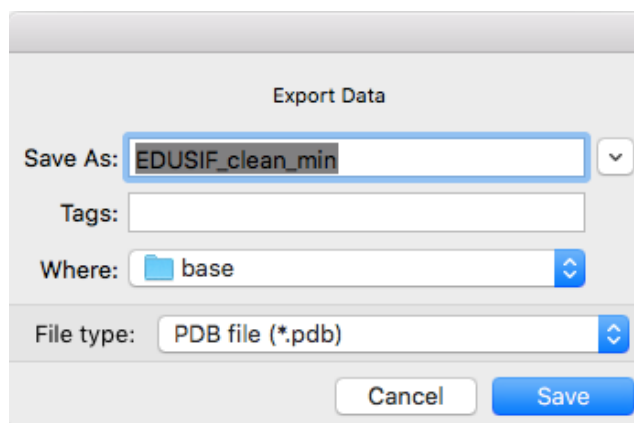 Export Data
Save As: EDUSIF_clean_min
Tags:
Where: base
File type: PDB file (*.pdb)
Cancel Save